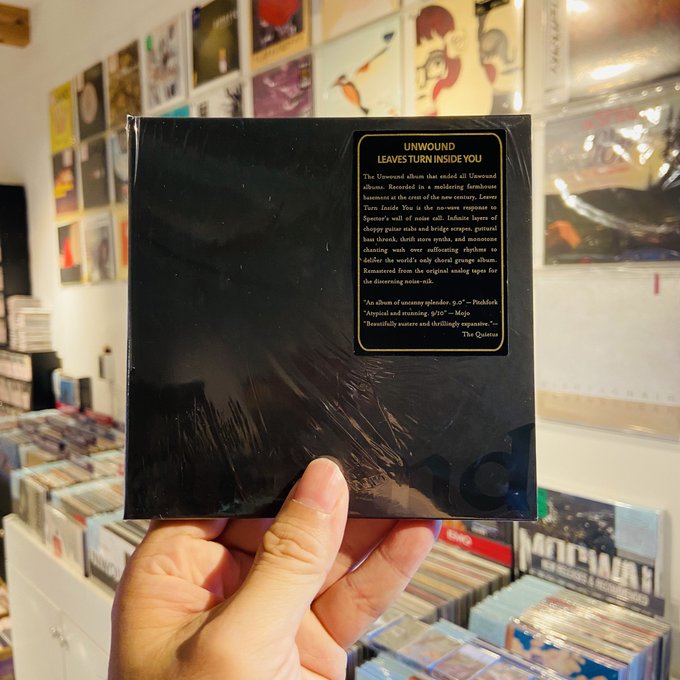 UNWOUND
LEAVES TURN INSIDE YOU
The Unwound album that ended all Unwound
albums. Recorded in a moldering farmhouse
basement at the crest of the new century, Leaves
Turn Inside You is the no-wave response to
Spector's wall of noise call. Infinite layers of
choppy guitar stabs and bridge scrapes, guttural
bass thronk, thrift store synths, and monotone
chanting wash over suffocating rhythms to
deliver the world's only choral grunge album.
Remastered from the original analog tapes for
the discerning noise-nik.
"An album of uncanny splendor. 9.0" — Pitchfork
"Atypical and stunning. 9/10" — Mojo
"Beautifully austere and thrillingly expansive."—
The Quietus
nd
MOGWAI